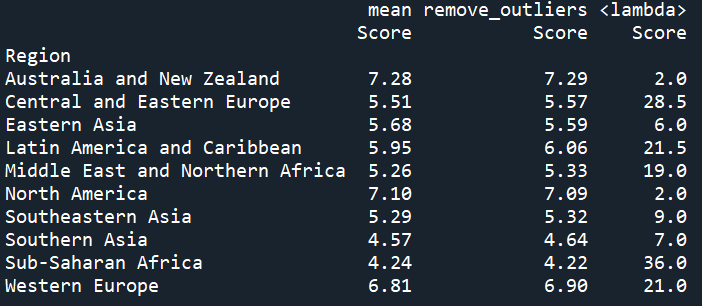 mean remove_outliers <lambda>
Score Score Score
Region
Australia and New Zealand 7.28 7.29 2.0
Central and Eastern Europe 5.51 5.57 28.5
Eastern Asia 5.68 5.59 6.0
Latin America and Caribbean 5.95 6.06 21.5
Middle East and Northern Africa 5.26 5.33 19.0
North America 7.10 7.09 2.0
Southeastern Asia 5.29 5.32 9.0
Southern Asia 4.57 4.64 7.0
Sub-Saharan Africa 4.24 4.22 36.0
Western Europe 6.81 6.90 21.0